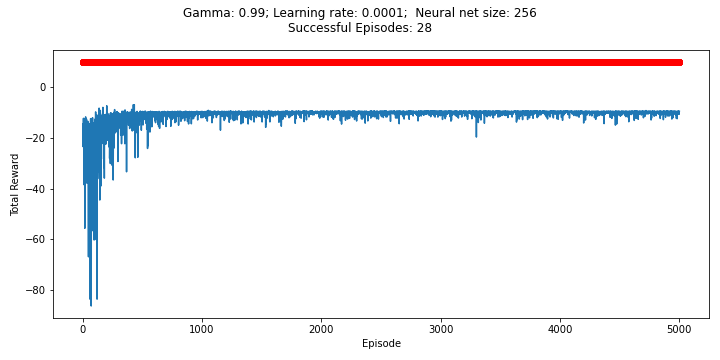 Gamma: 0.99; Learning rate: 0.0001;  Neural net size: 256
Successful Episodes: 28
0
−20
−40
−60
−80
Total Reward
0
1000
2000
3000
4000
5000
Episode